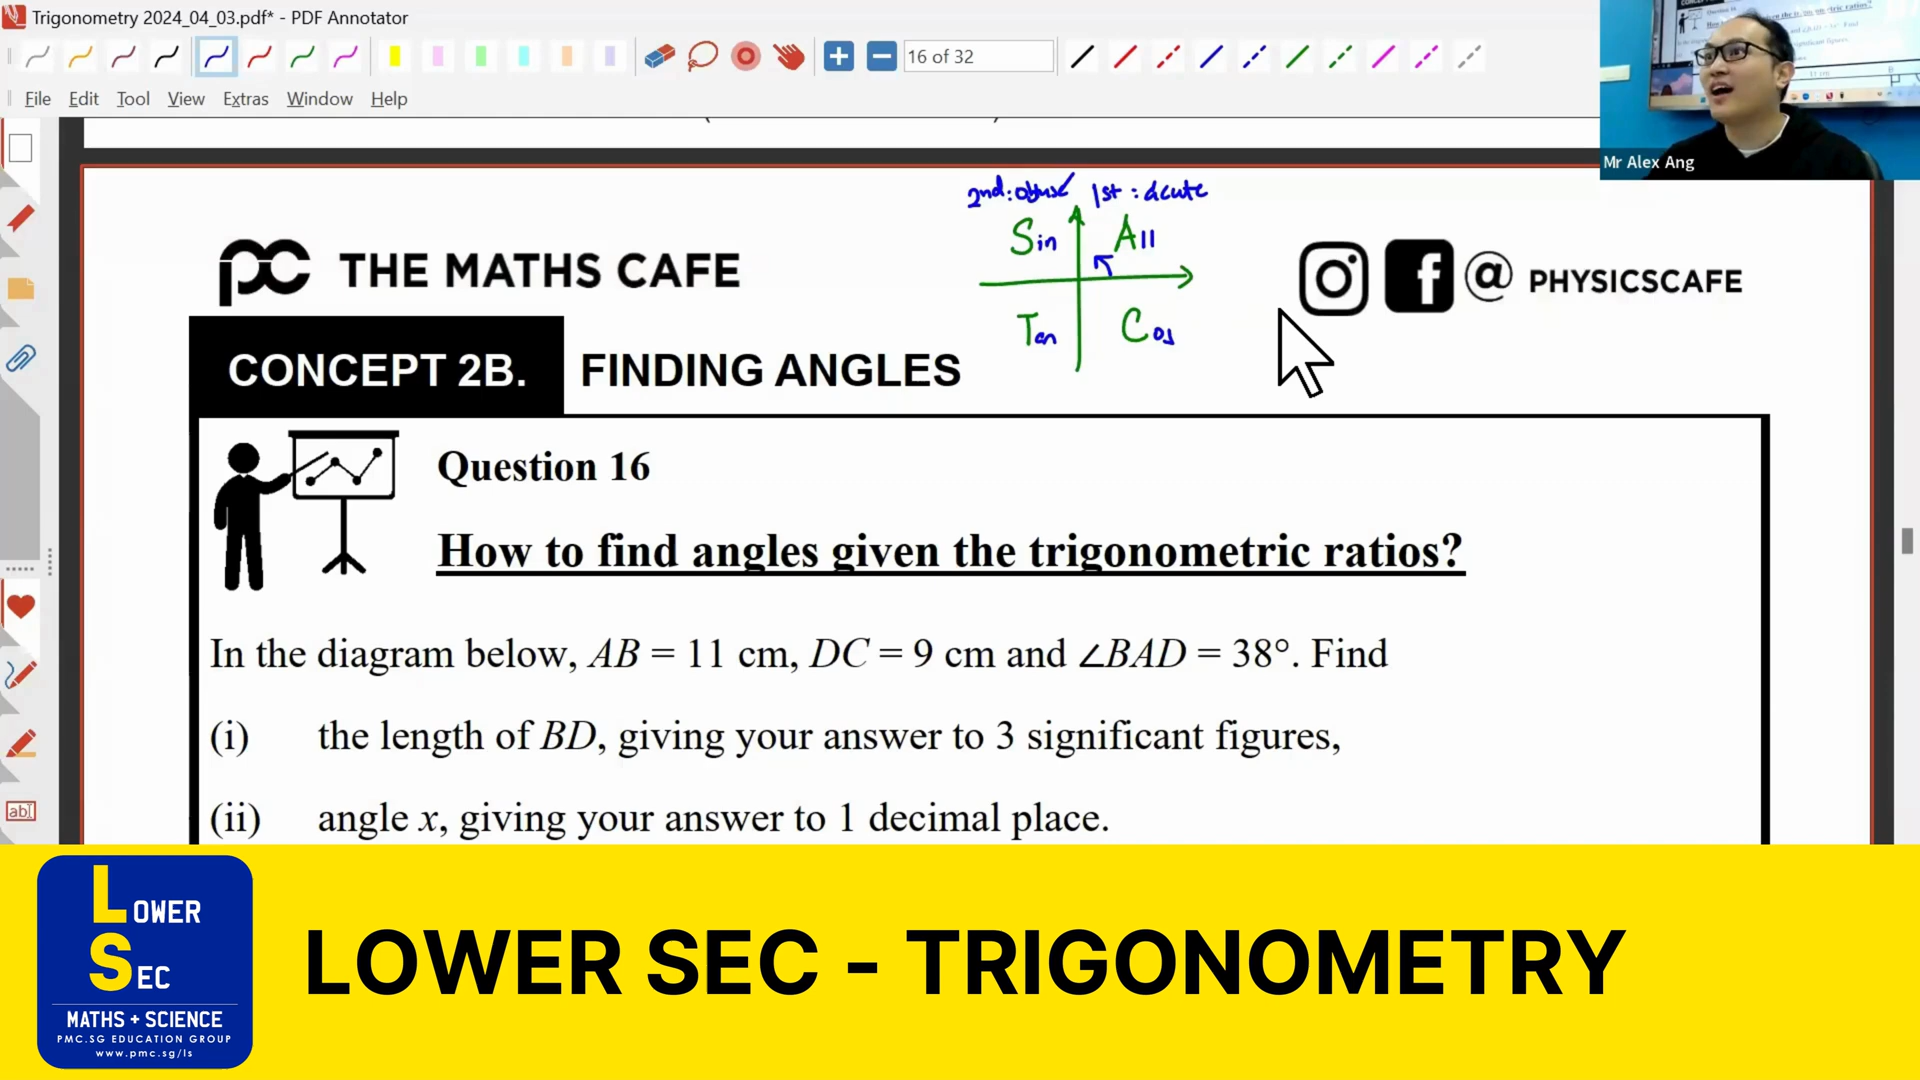 Trigonometry 2024_04_03.pdf* - PDF Annotator
16 of 32
File Edit Tool View Extras Window Help
Mr Alex Ang
2nd: obtuse 1st : acute
Sin All
Tan Cos
pc THE MATHS CAFE
@ PHYSICSCAFE
CONCEPT 2B. FINDING ANGLES
Question 16
How to find angles given the trigonometric ratios?
In the diagram below, AB = 11 cm, DC = 9 cm and ∠BAD = 38°. Find
(i) the length of BD, giving your answer to 3 significant figures,
(ii) angle x, giving your answer to 1 decimal place.
LOWER
SEC
MATHS + SCIENCE
PMC.SG EDUCATION GROUP
www.pmc.sg/ls
LOWER SEC - TRIGONOMETRY